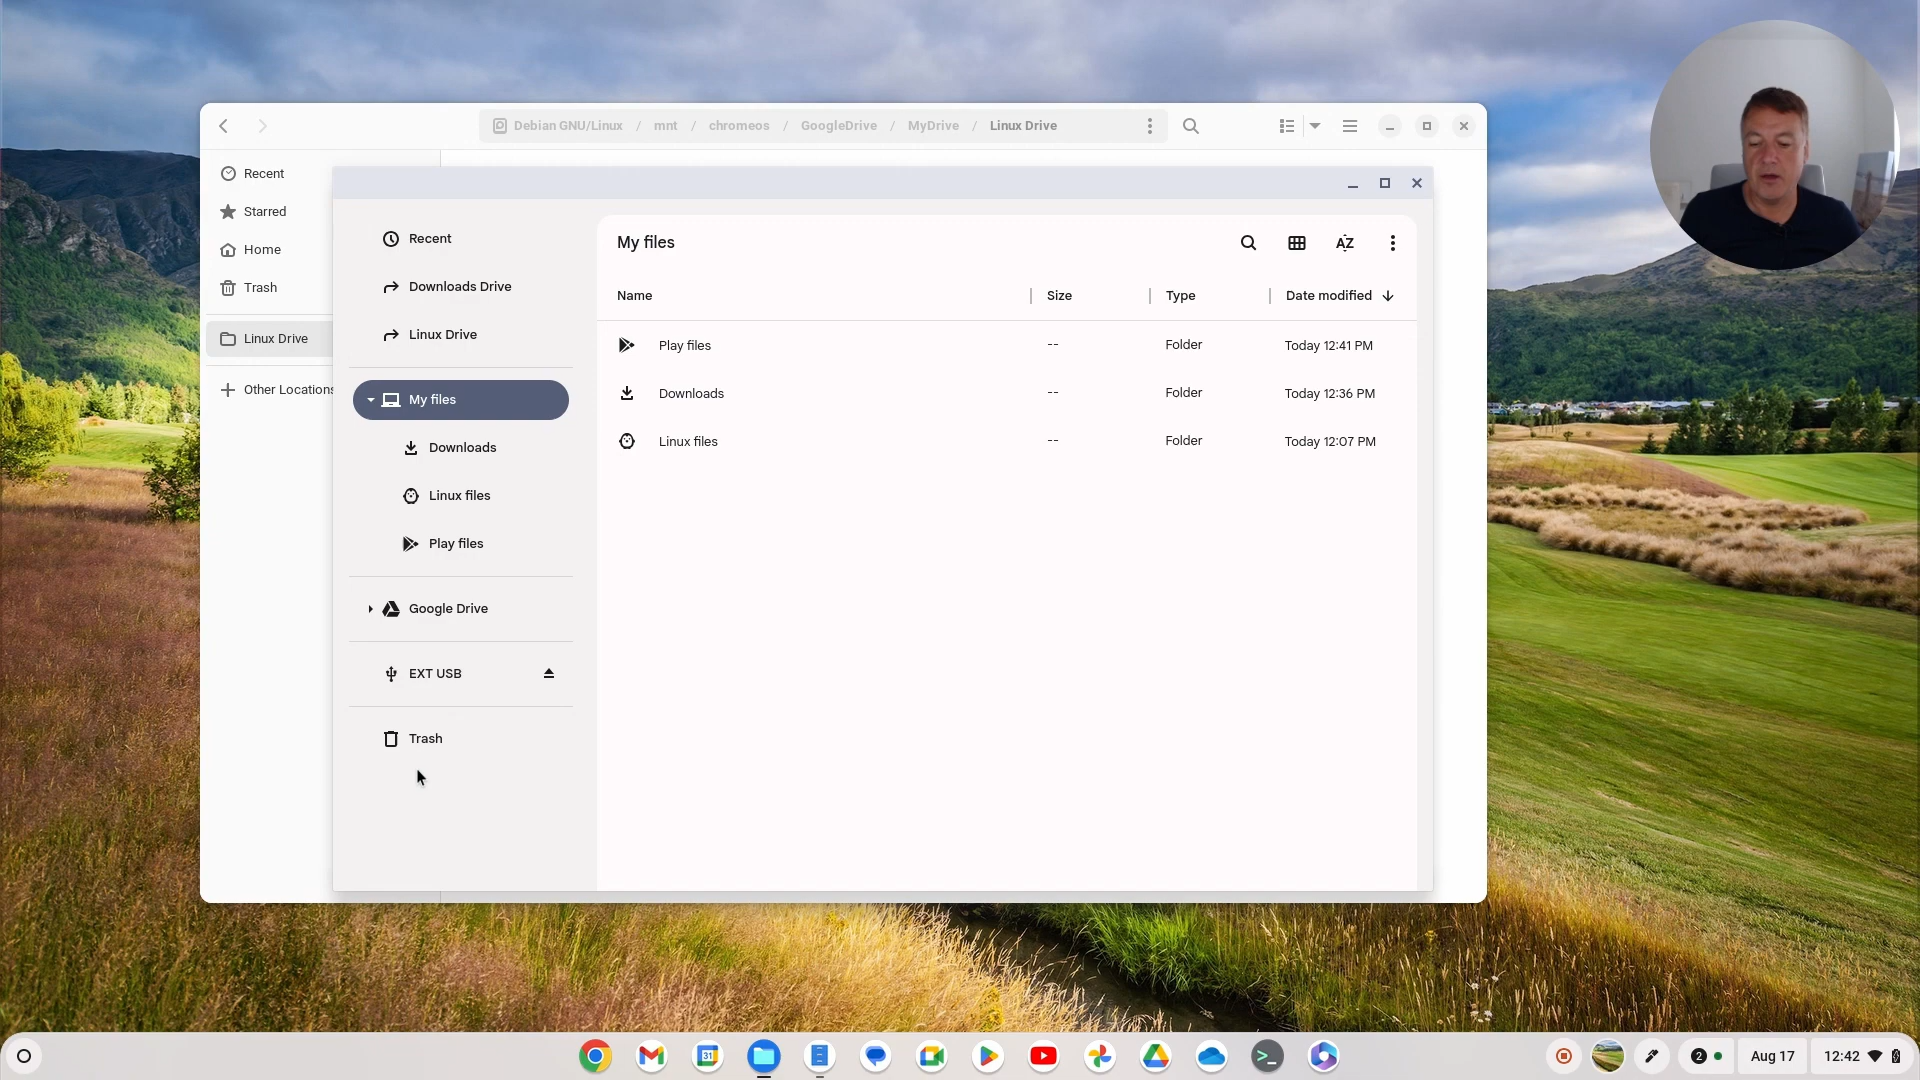 Debian GNU/Linux / mnt / chromeos / GoogleDrive / MyDrive / Linux Drive
Recent
Starred
Home
Trash
Linux Drive
Other Locations
Recent
Downloads Drive
Linux Drive
My files
Downloads
Linux files
Play files
Google Drive
EXT USB
Trash
My files
AZ
Name Size Type Date modified
Play files -- Folder Today 12:41 PM
Downloads -- Folder Today 12:36 PM
Linux files -- Folder Today 12:07 PM
31
2
Aug 17
12:42